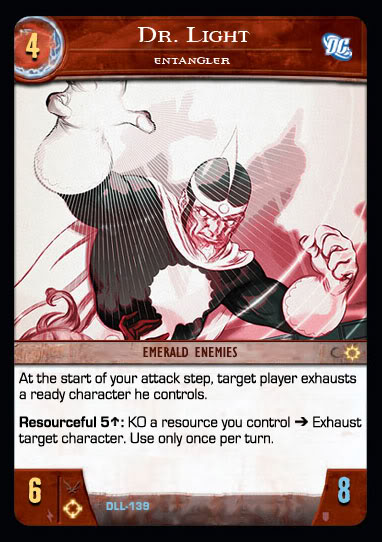 4
DR. LIGHT
ENTANGLER
DC
EMERALD ENEMIES
At the start of your attack step, target player exhausts
a ready character he controls.
Resourceful 5↑: KO a resource you control ➔ Exhaust
target character. Use only once per turn.
6
DLL-139
8